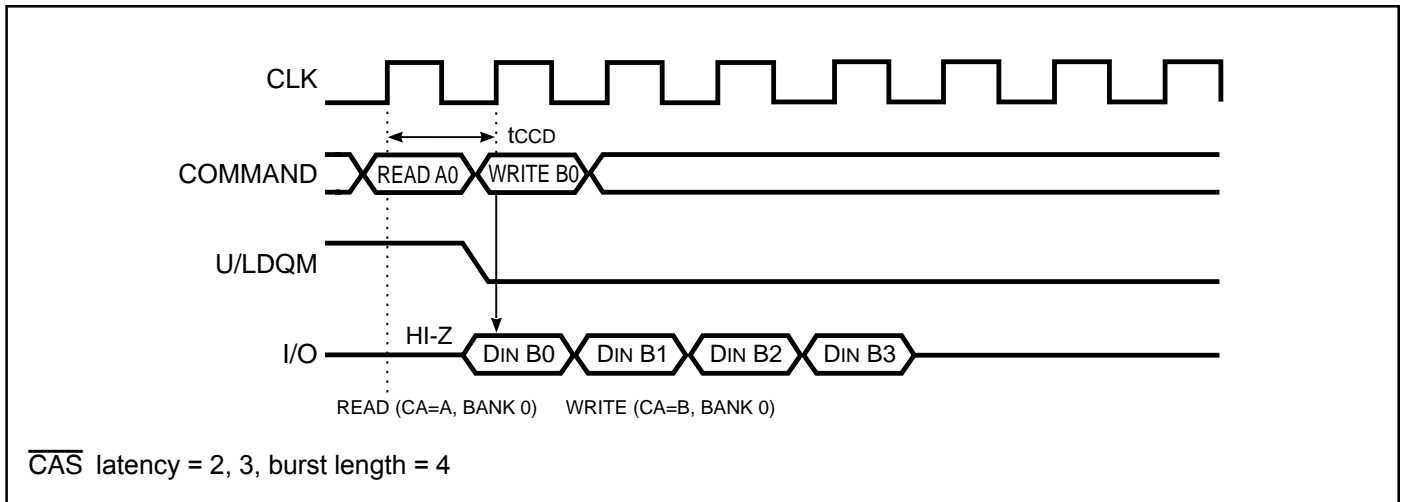 CLK
tCCD
COMMAND READ A0 WRITE B0
U/LDQM
HI-Z
I/O DIN B0 DIN B1 DIN B2 DIN B3
READ (CA=A, BANK 0) WRITE (CA=B, BANK 0)
CAS latency = 2, 3, burst length = 4